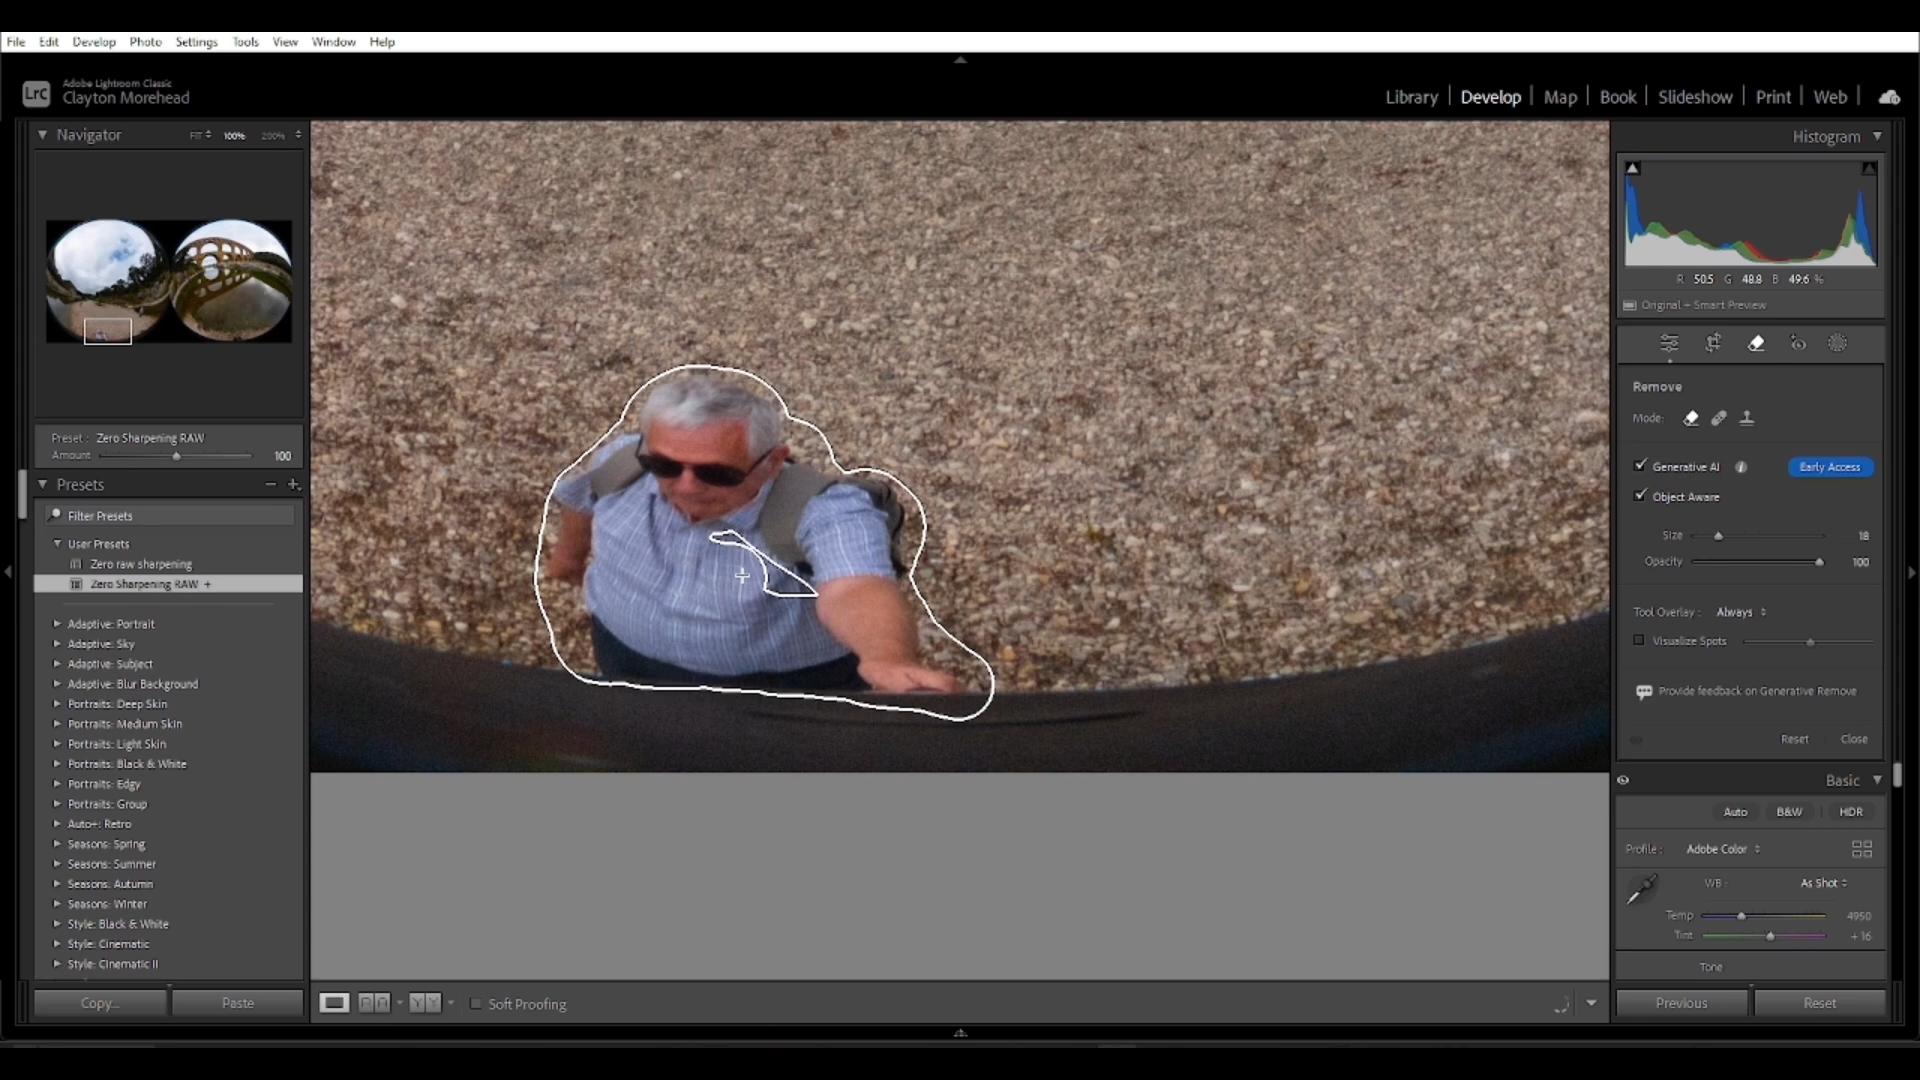 File Edit Develop Photo Settings Tools View Window Help
Lrc
Adobe Lightroom Classic
Clayton Morehead
Library | Develop | Map | Book | Slideshow | Print | Web |
Navigator FIT 100% 200%
Preset : Zero Sharpening RAW
Amount 100
Presets
Filter Presets
User Presets
Zero raw sharpening
Zero Sharpening RAW +
Adaptive: Portrait
Adaptive: Sky
Adaptive: Subject
Adaptive: Blur Background
Portraits: Deep Skin
Portraits: Medium Skin
Portraits: Light Skin
Portraits: Black & White
Portraits: Edgy
Portraits: Group
Auto+: Retro
Seasons: Spring
Seasons: Summer
Seasons: Autumn
Seasons: Winter
Style: Black & White
Style: Cinematic
Style: Cinematic II
Copy... Paste
Soft Proofing
Histogram
R 50.5 G 48.8 B 49.6 %
Original + Smart Preview
Remove
Mode:
Generative AI Early Access
Object Aware
Size 18
Opacity 100
Tool Overlay : Always
Visualize Spots
Provide feedback on Generative Remove
Reset Close
Basic
Auto B&W HDR
Profile : Adobe Color
WB : As Shot
Temp 4950
Tint + 16
Tone
Previous Reset